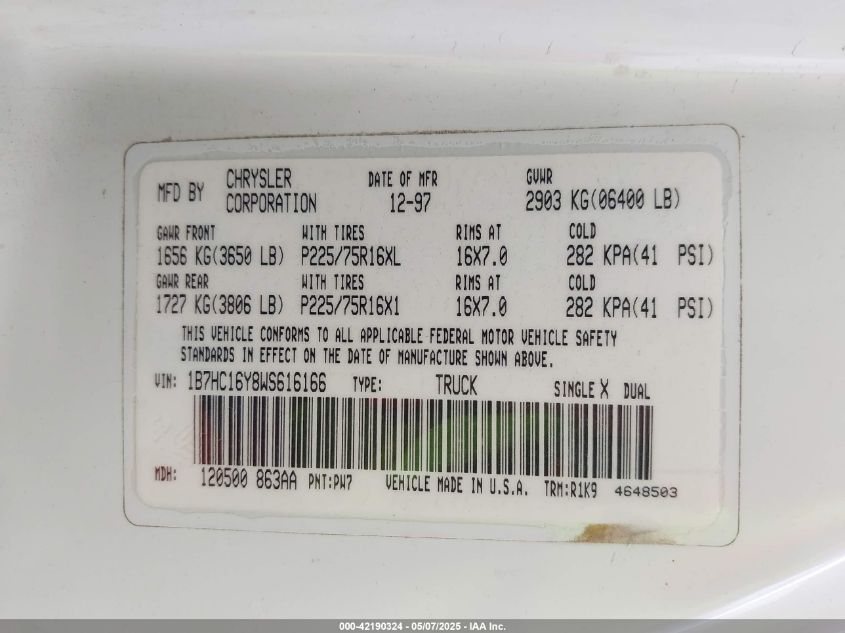 MFD BY CHRYSLER CORPORATION DATE OF MFR 12-97 GVWR 2903 KG(06400 LB)
GAWR FRONT WITH TIRES RIMS AT COLD
1656 KG(3650 LB) P225/75R16XL 16X7.0 282 KPA(41 PSI)
GAWR REAR WITH TIRES RIMS AT COLD
1727 KG(3806 LB) P225/75R16X1 16X7.0 282 KPA(41 PSI)
THIS VEHICLE CONFORMS TO ALL APPLICABLE FEDERAL MOTOR VEHICLE SAFETY
STANDARDS IN EFFECT ON THE DATE OF MANUFACTURE SHOWN ABOVE.
VIN: 1B7HC16Y8WS616166 TYPE: TRUCK SINGLE X DUAL
MDH: 120500 863AA PNT:PW7 VEHICLE MADE IN U.S.A. TRM:R1K9 4648503
000-42190324 - 05/07/2025 - IAA Inc.